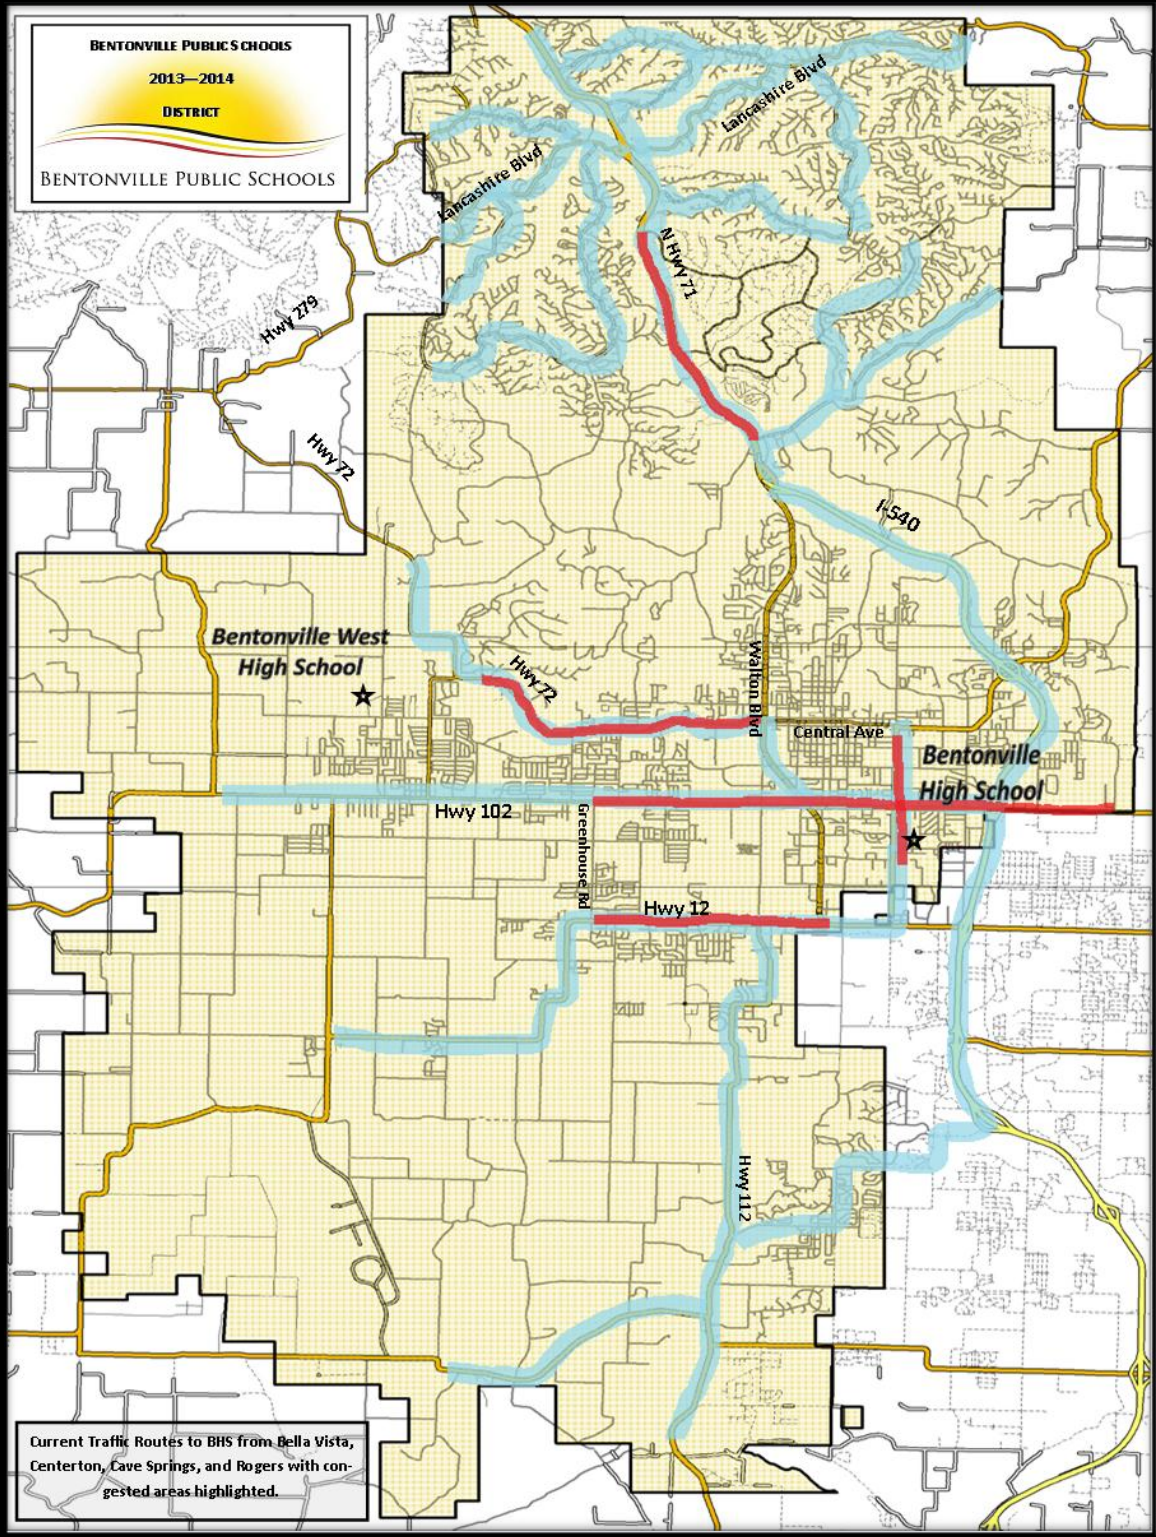 BENTONVILLE PUBLIC SCHOOLS
2013—2014
DISTRICT
BENTONVILLE PUBLIC SCHOOLS
Lancashire Blvd
Lancashire Blvd
N Hwy 71
Hwy 279
Hwy 72
I-540
Bentonville West
High School
Hwy 72
Walton Blvd
Central Ave
Bentonville
High School
Hwy 102
Greenhouse Rd
Hwy 12
Hwy 112
Current Traffic Routes to BHS from Bella Vista,
Centerton, Cave Springs, and Rogers with con-
gested areas highlighted.